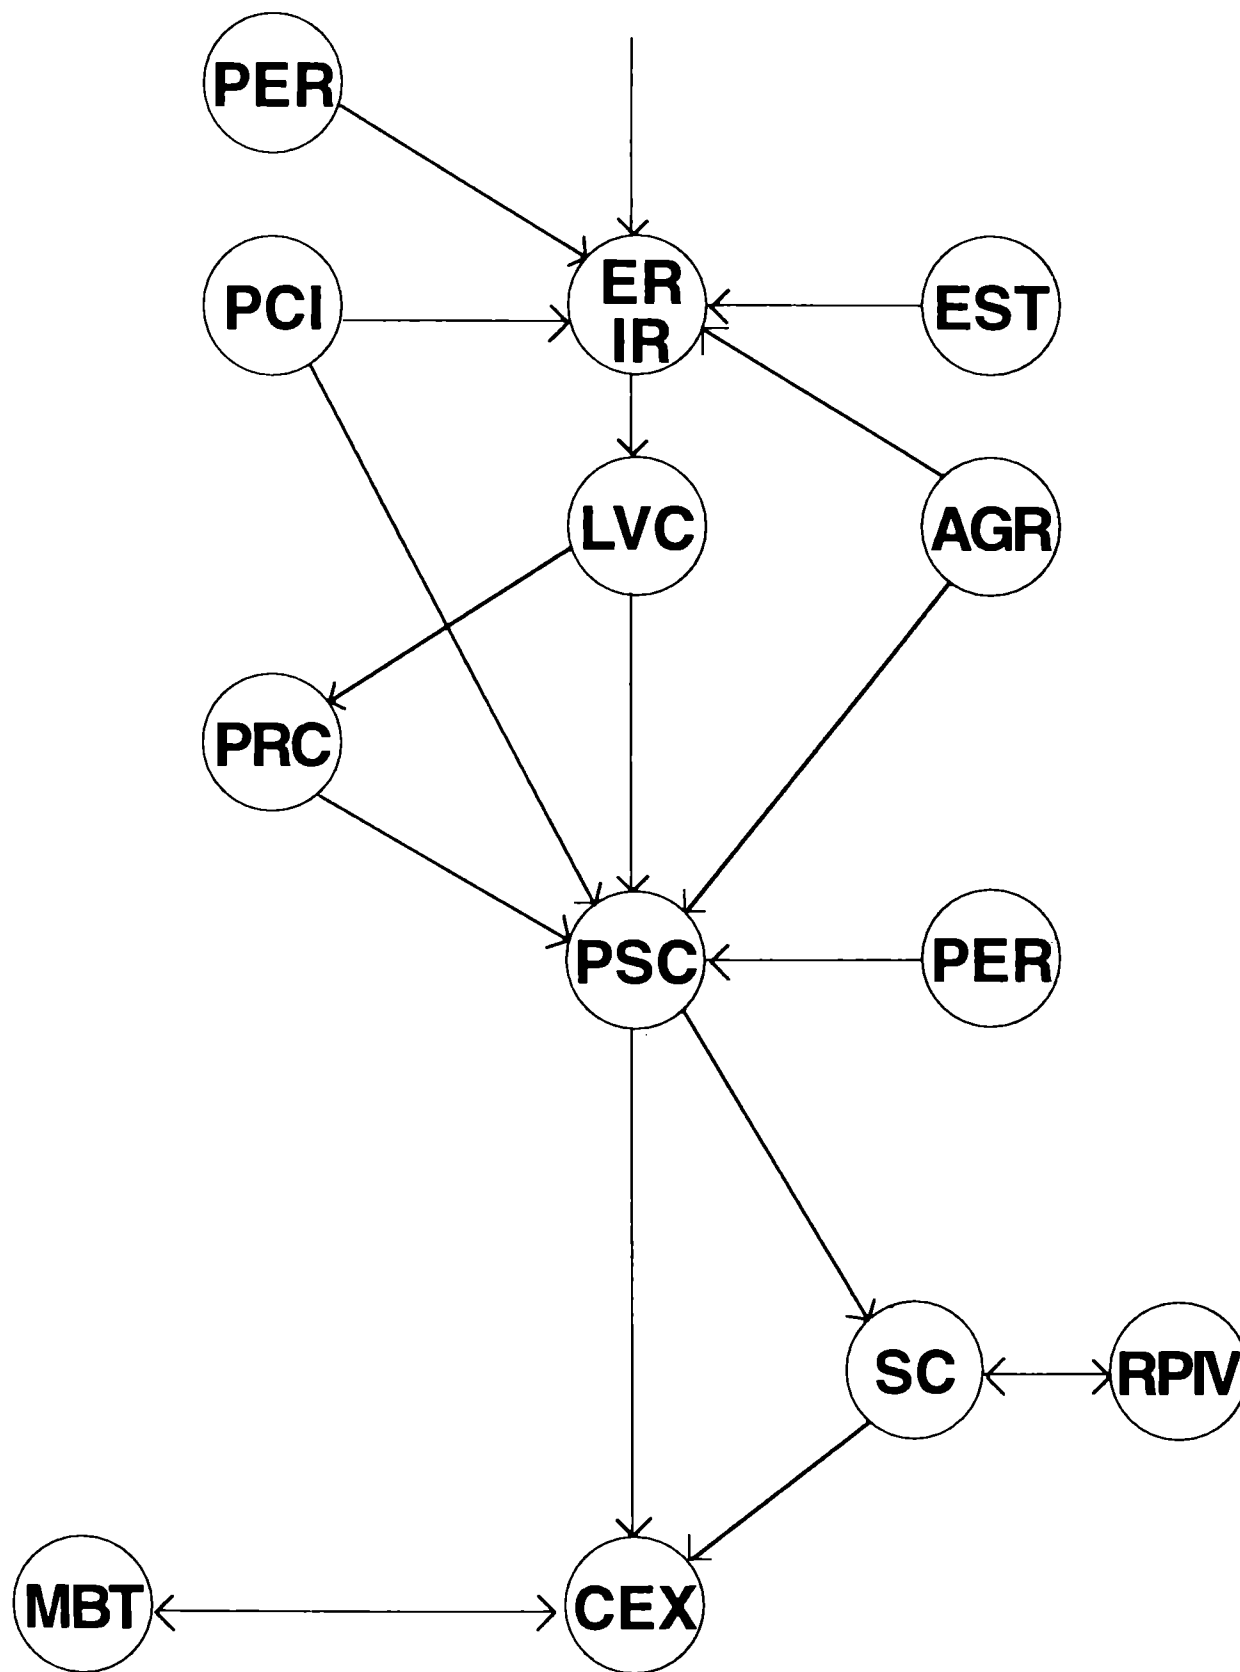 PER
PCI
ER
IR
EST
LVC
AGR
PRC
PSC
PER
SC
RPIV
MBT
CEX